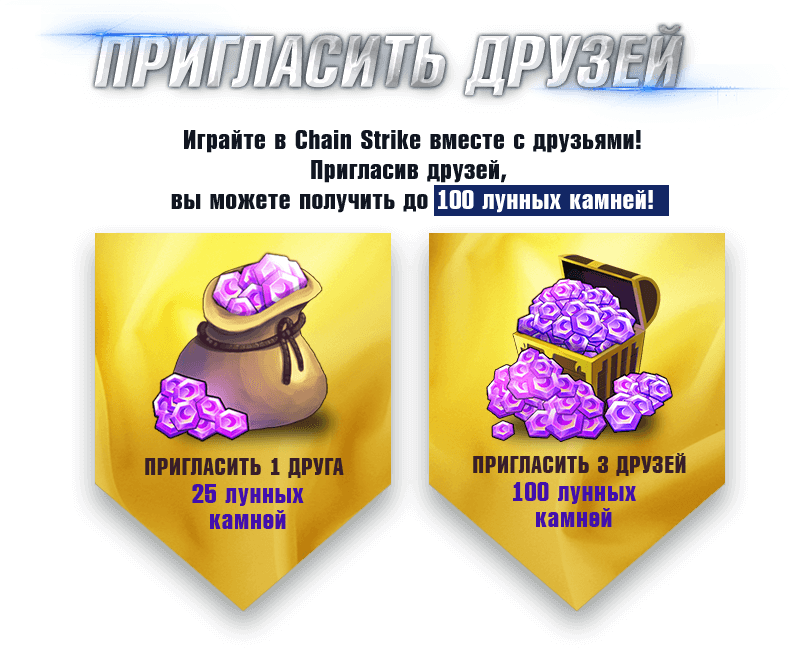 ПРИГЛАСИТЬ ДРУЗЕЙ
Играйте в Chain Strike вместе с друзьями!
Пригласив друзей,
вы можете получить до 100 лунных камней!
ПРИГЛАСИТЬ 1 ДРУГА
25 лунных
камней
ПРИГЛАСИТЬ 3 ДРУЗЕЙ
100 лунных
камней